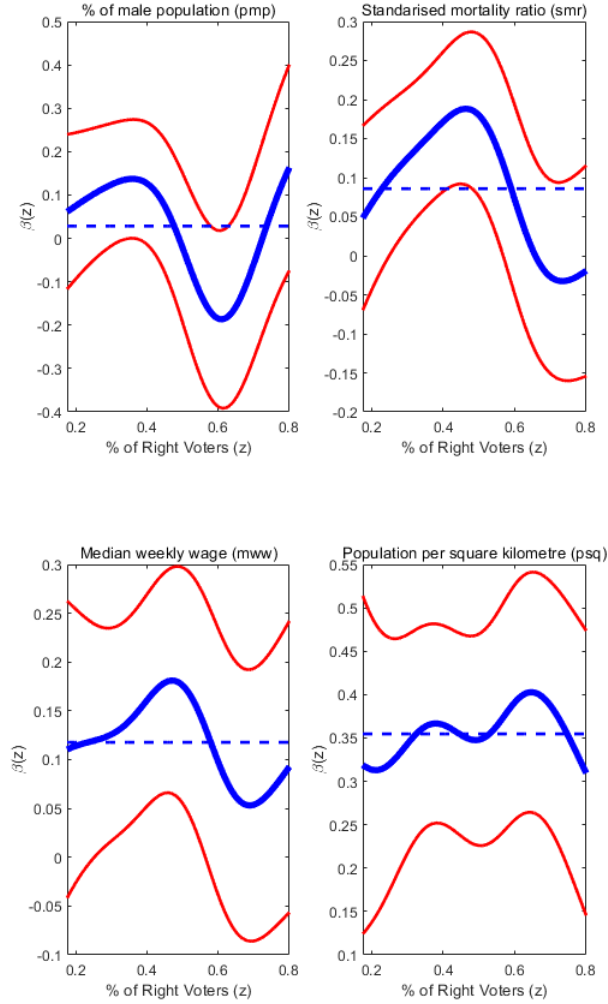 % of male population (pmp)
0.5
0.4
0.3
0.2
0.1
0
-0.1
-0.2
-0.3
-0.4
β(z)
0.2 0.4 0.6 0.8
% of Right Voters (z)
Standarised mortality ratio (smr)
0.3
0.25
0.2
0.15
0.1
0.05
0
-0.05
-0.1
-0.15
-0.2
β(z)
0.2 0.4 0.6 0.8
% of Right Voters (z)
Median weekly wage (mww)
0.3
0.25
0.2
0.15
0.1
0.05
0
-0.05
-0.1
β(z)
0.2 0.4 0.6 0.8
% of Right Voters (z)
Population per square kilometre (psq)
0.55
0.5
0.45
0.4
0.35
0.3
0.25
0.2
0.15
0.1
β(z)
0.2 0.4 0.6 0.8
% of Right Voters (z)